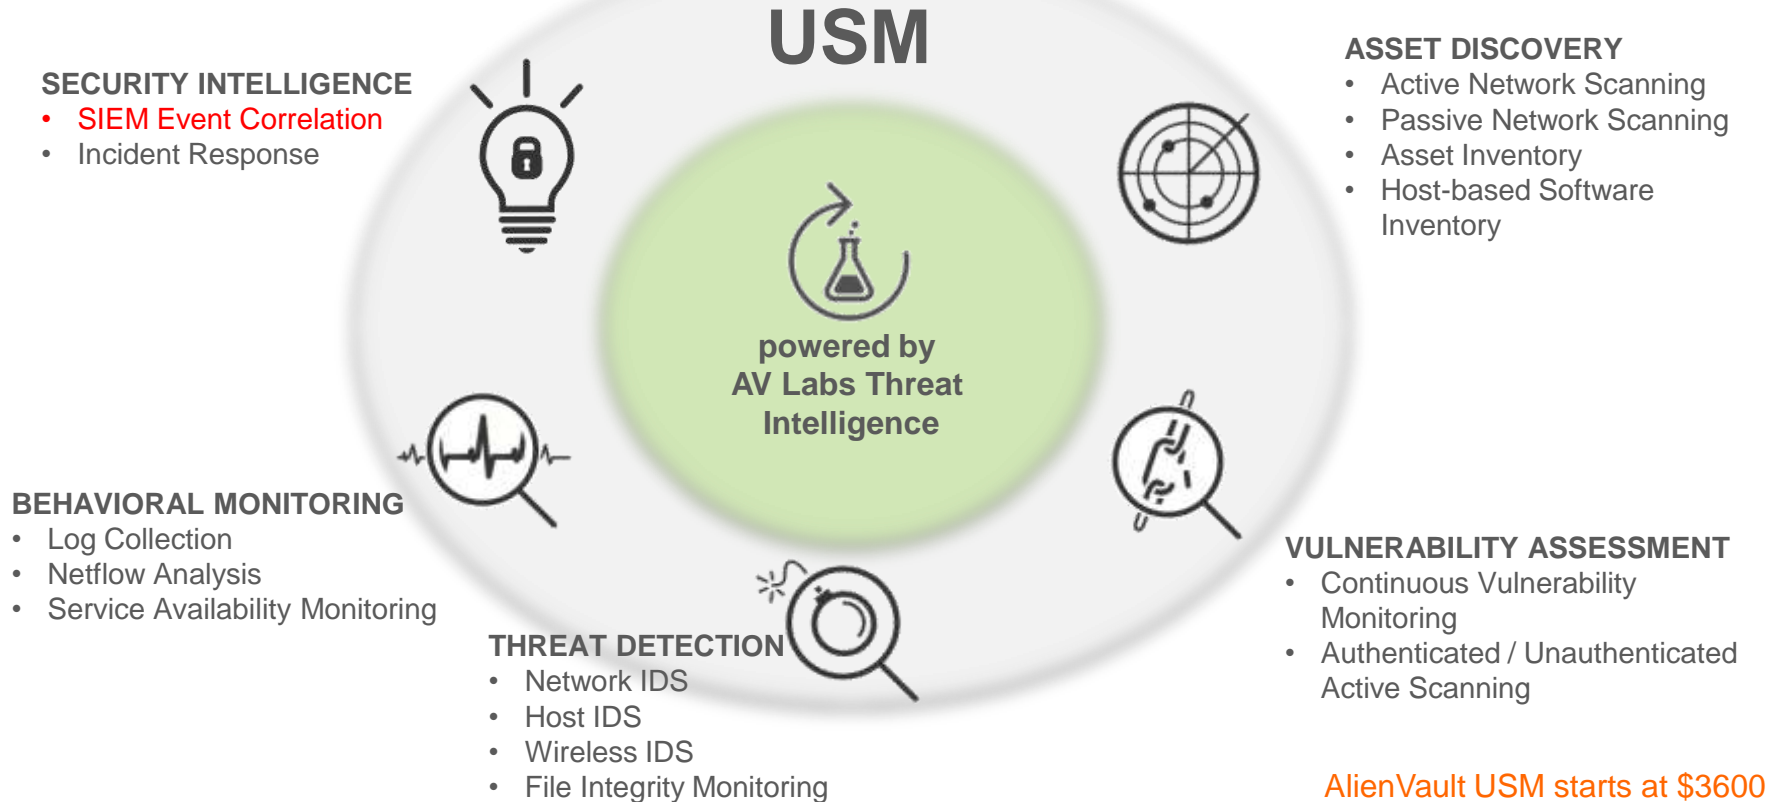 USM
SECURITY INTELLIGENCE
• SIEM Event Correlation
• Incident Response
ASSET DISCOVERY
• Active Network Scanning
• Passive Network Scanning
• Asset Inventory
• Host-based Software
Inventory
powered by
AV Labs Threat
Intelligence
BEHAVIORAL MONITORING
• Log Collection
• Netflow Analysis
• Service Availability Monitoring
THREAT DETECTION
• Network IDS
• Host IDS
• Wireless IDS
• File Integrity Monitoring
VULNERABILITY ASSESSMENT
• Continuous Vulnerability
Monitoring
• Authenticated / Unauthenticated
Active Scanning
AlienVault USM starts at $3600